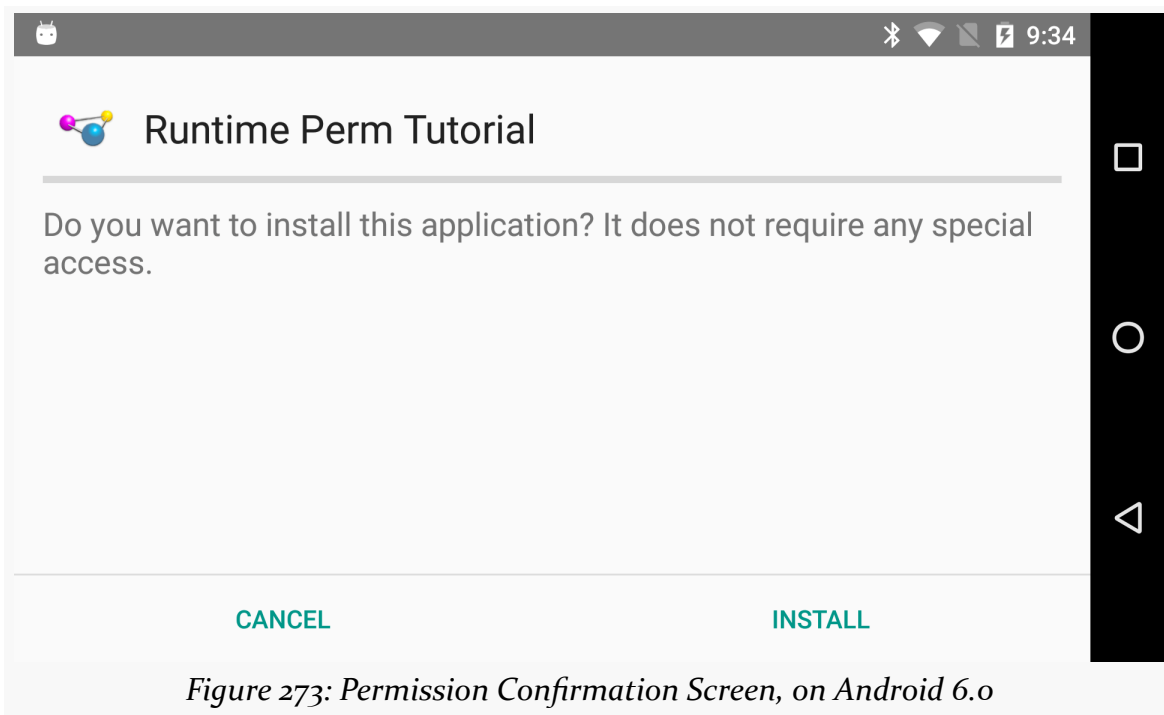 9:34
Runtime Perm Tutorial
Do you want to install this application? It does not require any special
access.
CANCEL INSTALL
Figure 273: Permission Confirmation Screen, on Android 6.0